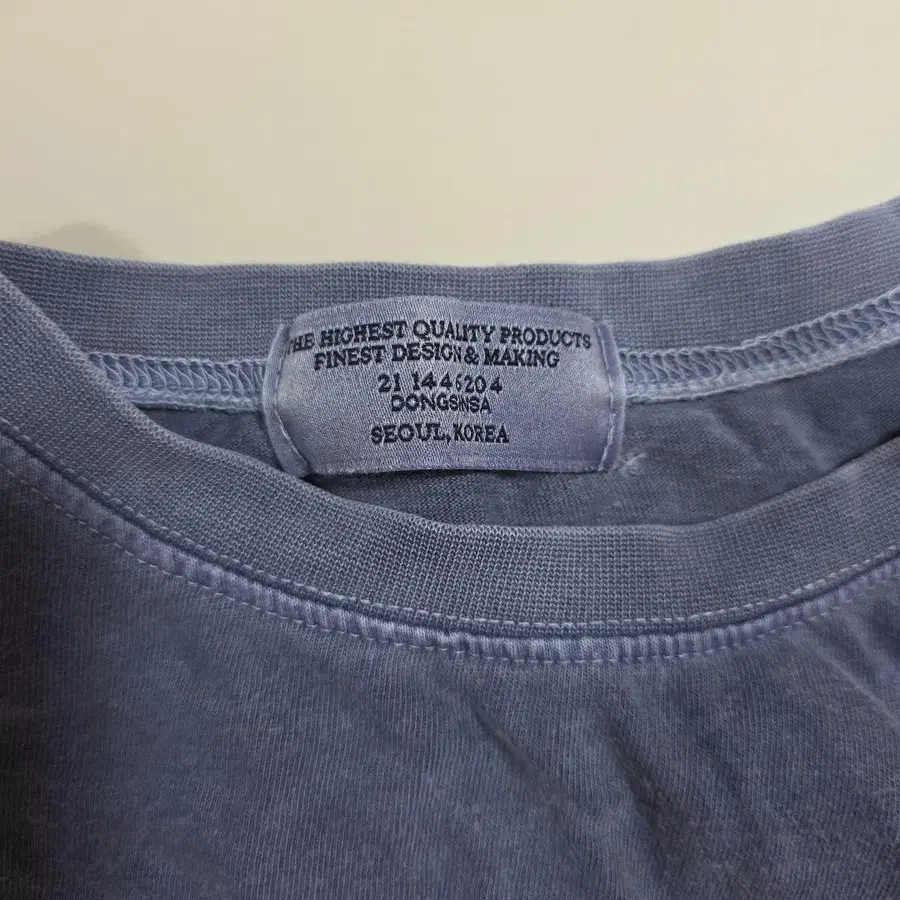 THE HIGHEST QUALITY PRODUCTS
FINEST DESIGN & MAKING
21 1446204
DONGSINSA
SEOUL, KOREA